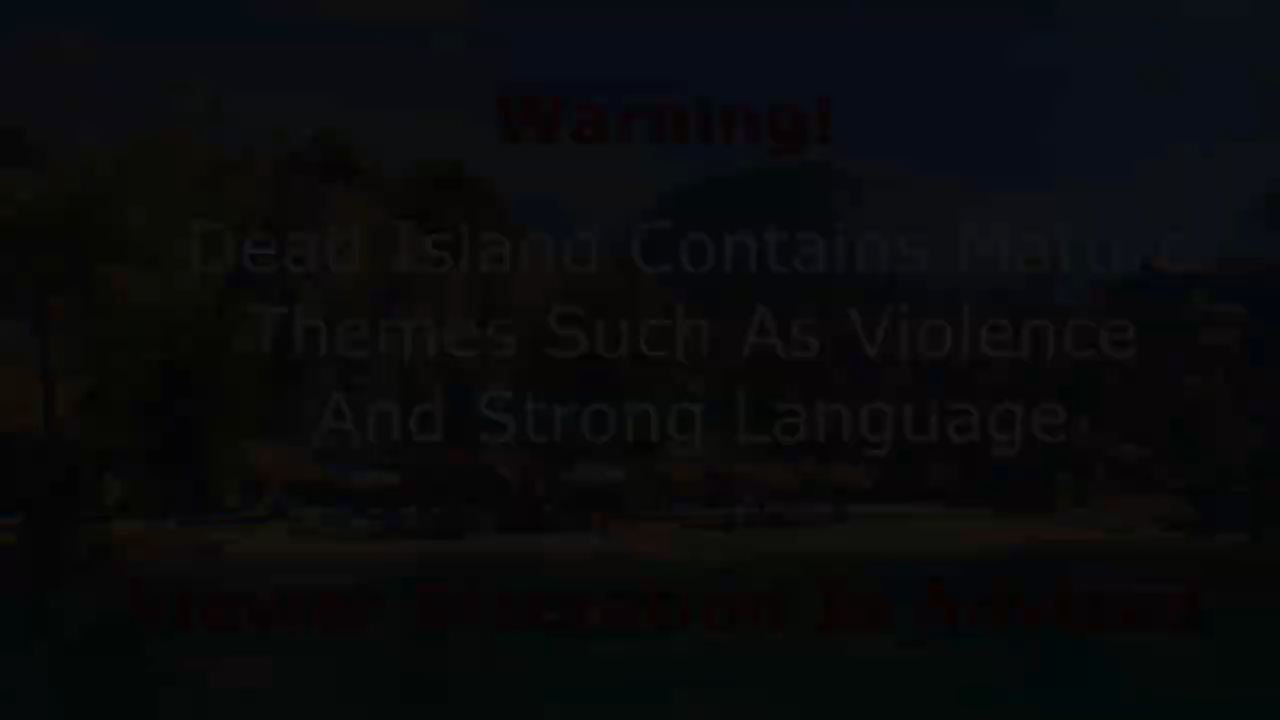 Warning!
Dead Island Contains Mature
Themes Such As Violence
And Strong Language
Viewer Discretion Is Advised